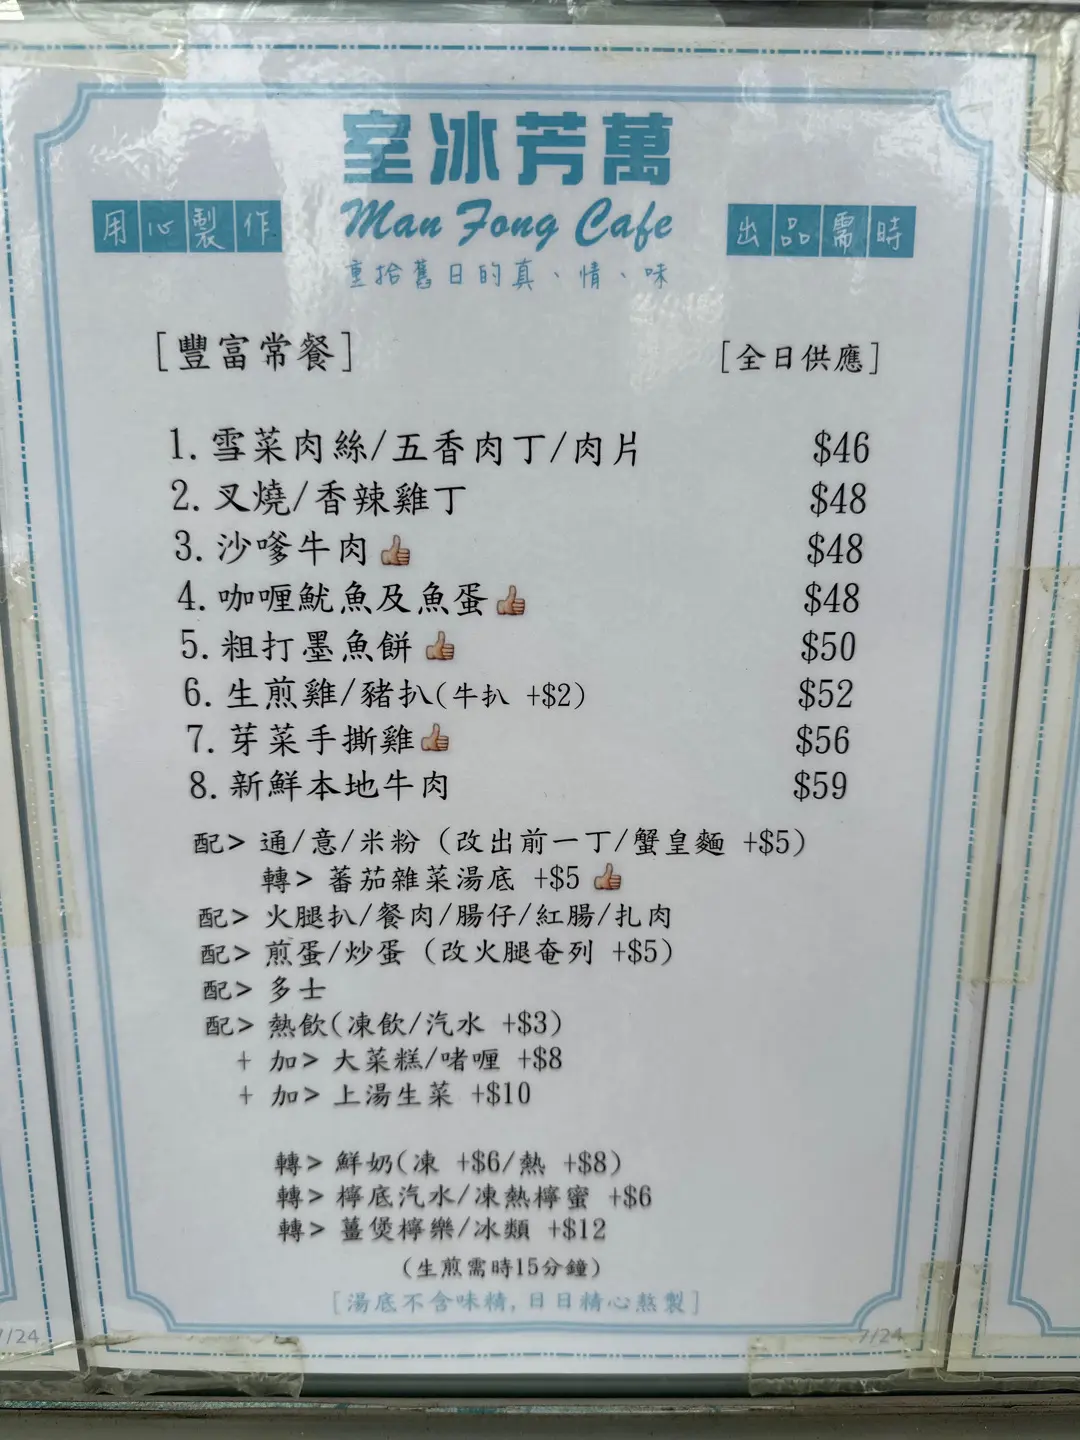 室冰芳萬
用心製作
Man Fong Cafe
出品需時
重拾舊日的真、情、味
[豐富常餐]
[全日供應]
1. 雪菜肉絲/五香肉丁/肉片 $46
2. 叉燒/香辣雞丁 $48
3. 沙嗲牛肉👍 $48
4. 咖喱魷魚及魚蛋👍 $48
5. 粗打墨魚餅👍 $50
6. 生煎雞/豬扒(牛扒 +$2) $52
7. 芽菜手撕雞👍 $56
8. 新鮮本地牛肉 $59
配> 通/意/米粉 (改出前一丁/蟹皇麵 +$5)
轉> 蕃茄雜菜湯底 +$5 👍
配> 火腿扒/餐肉/腸仔/紅腸/扎肉
配> 煎蛋/炒蛋 (改火腿奄列 +$5)
配> 多士
配> 熱飲(凍飲/汽水 +$3)
+ 加> 大菜糕/啫喱 +$8
+ 加> 上湯生菜 +$10
轉> 鮮奶(凍 +$6/熱 +$8)
轉> 檸底汽水/凍熱檸蜜 +$6
轉> 薑煲檸樂/冰類 +$12
(生煎需時15分鐘)
[湯底不含味精,日日精心熬製]
7/24
/24